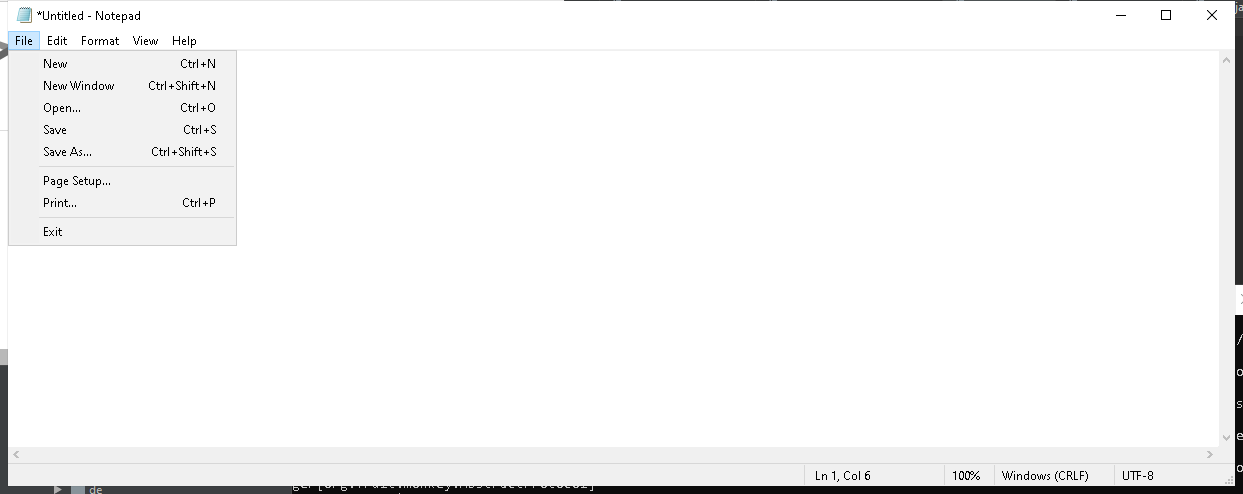 *Untitled - Notepad
File Edit Format View Help
New Ctrl+N
New Window Ctrl+Shift+N
Open... Ctrl+O
Save Ctrl+S
Save As... Ctrl+Shift+S
Page Setup... 
Print... Ctrl+P
Exit
Ln 1, Col 6 100% Windows (CRLF) UTF-8
de